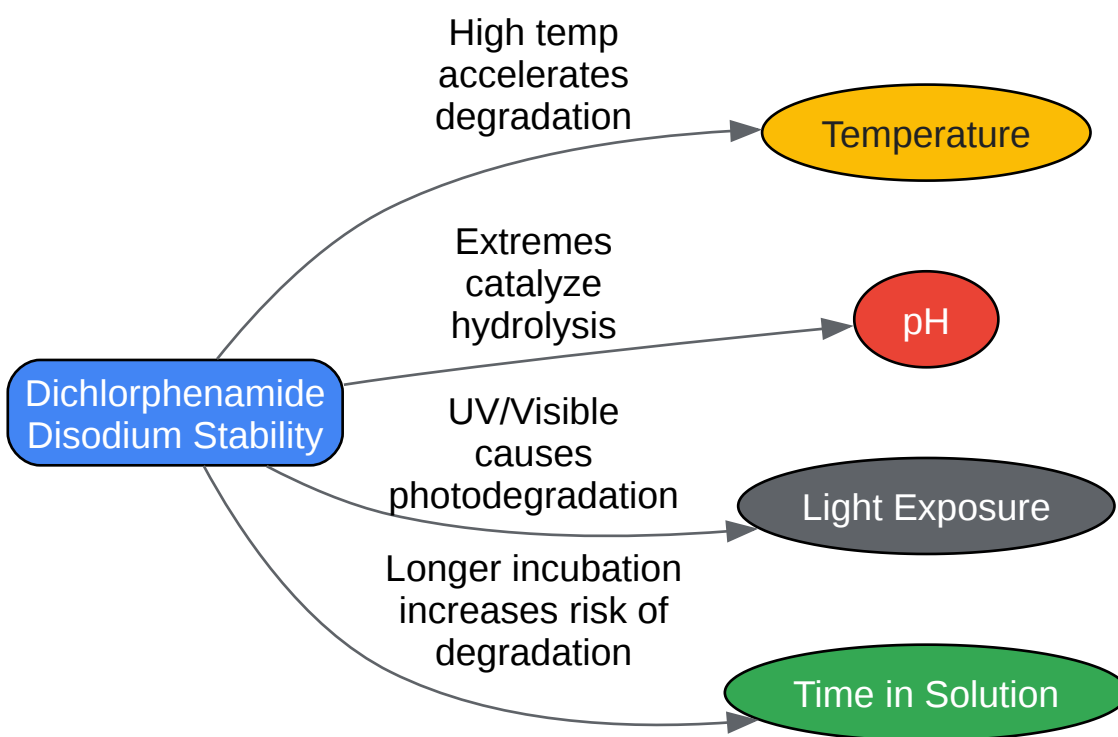 High temp
accelerates
degradation
Temperature
Extremes
catalyze
hydrolysis
pH
Dichlorphenamide
Disodium Stability
UV/Visible
causes
photodegradation
Light Exposure
Longer incubation
increases risk of
degradation
Time in Solution